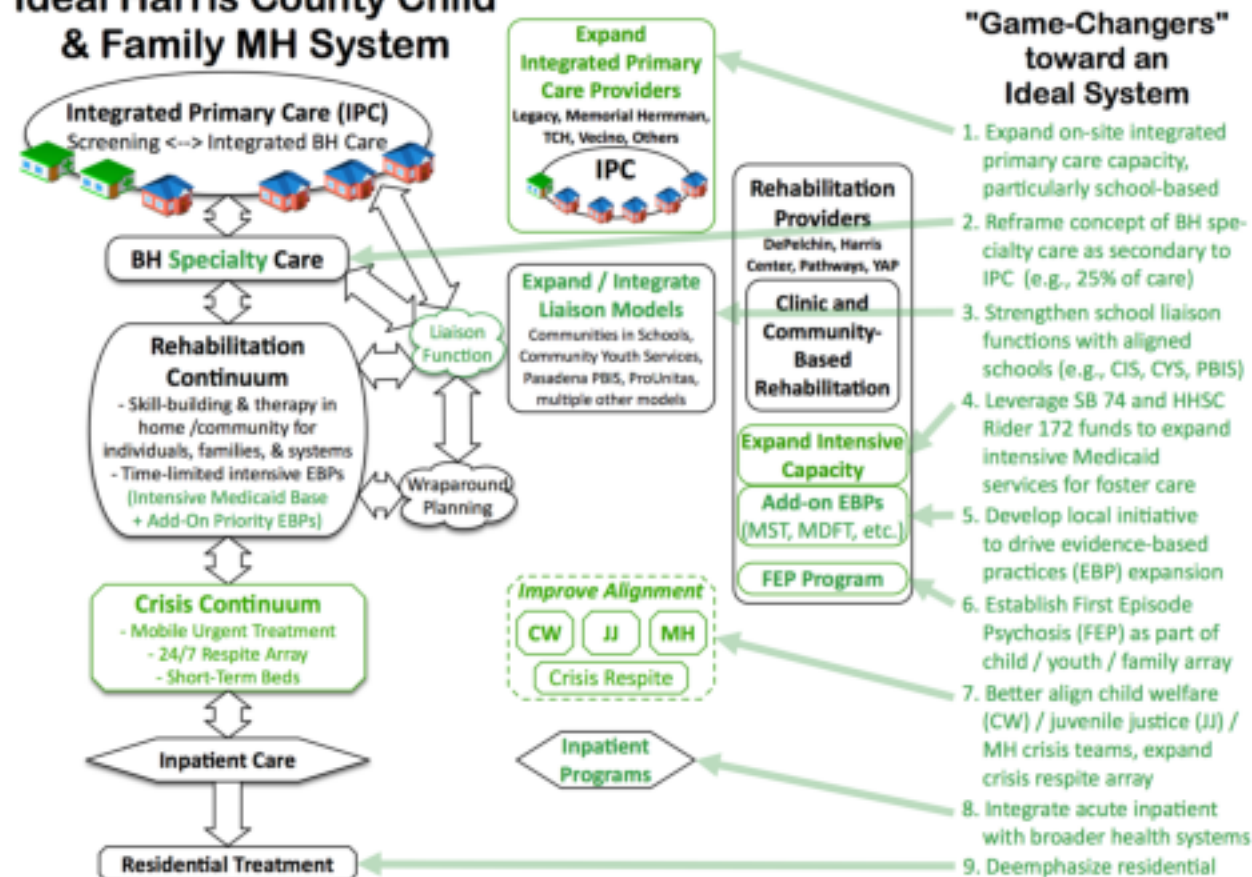 Ideal Harris County Child
& Family MH System
Integrated Primary Care (IPC)
Screening <--> Integrated BH Care
BH Specialty Care
Rehabilitation
Continuum
- Skill-building & therapy in
home /community for
individuals, families, & systems
- Time-limited intensive EBPs
(Intensive Medicaid Base
+ Add-On Priority EBPs)
Liaison
Function
Wraparound
Planning
Crisis Continuum
- Mobile Urgent Treatment
- 24/7 Respite Array
- Short-Term Beds
Inpatient Care
Residential Treatment
Expand
Integrated Primary
Care Providers
Legacy, Memorial Hermman,
TCH, Vecino, Others
IPC
Expand / Integrate
Liaison Models
Communities in Schools,
Community Youth Services,
Pasadena PBIS, ProUnitas,
multiple other models
Improve Alignment
CW
JJ
MH
Crisis Respite
Inpatient
Programs
Rehabilitation
Providers
DePelchin, Harris
Center, Pathways, YAP
Clinic and
Community-
Based
Rehabilitation
Expand Intensive
Capacity
Add-on EBPs
(MST, MDFT, etc.)
FEP Program
"Game-Changers"
toward an
Ideal System
1. Expand on-site integrated
primary care capacity,
particularly school-based
2. Reframe concept of BH spe-
cialty care as secondary to
IPC (e.g., 25% of care)
3. Strengthen school liaison
functions with aligned
schools (e.g., CIS, CYS, PBIS)
4. Leverage SB 74 and HHSC
Rider 172 funds to expand
intensive Medicaid
services for foster care
5. Develop local initiative
to drive evidence-based
practices (EBP) expansion
6. Establish First Episode
Psychosis (FEP) as part of
child / youth / family array
7. Better align child welfare
(CW) / juvenile justice (JJ) /
MH crisis teams, expand
crisis respite array
8. Integrate acute inpatient
with broader health systems
9. Deemphasize residential